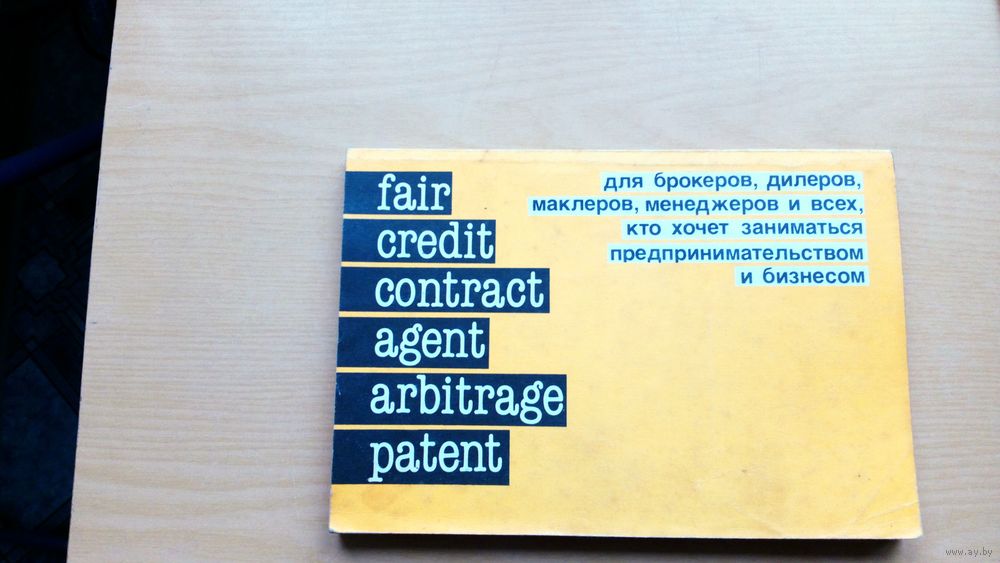 fair
credit
contract
agent
arbitrage
patent
для брокеров, дилеров,
маклеров, менеджеров и всех,
кто хочет заниматься
предпринимательством
и бизнесом
www.ay.by